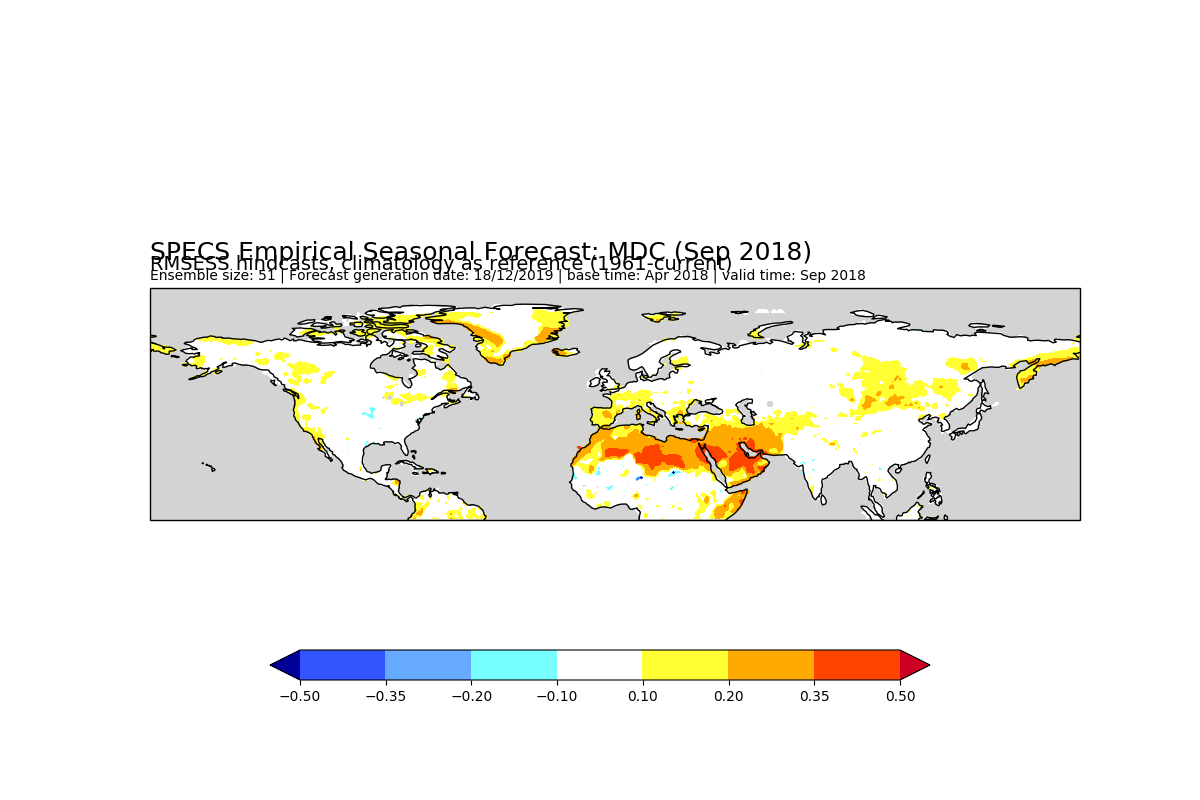 SPECS Empirical Seasonal Forecast: MDC (Sep 2018)
RMSESS hindcasts, climatology as reference (1961-current)
Ensemble size: 51 | Forecast generation date: 18/12/2019 | base time: Apr 2018 | Valid time: Sep 2018
−0.50 −0.35 −0.20 −0.10 0.10 0.20 0.35 0.50